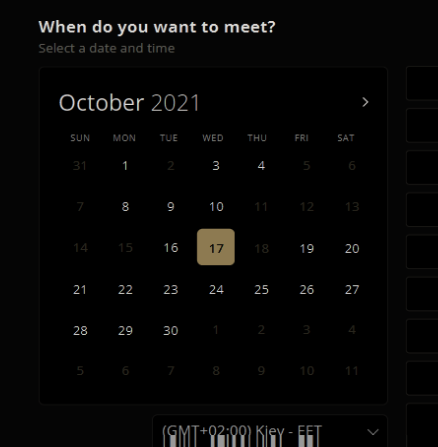 When do you want to meet?
Select a date and time
October 2021
SUN MON TUE WED THU FRI SAT
31 1 2 3 4 5 6
7 8 9 10 11 12 13
14 15 16 17 18 19 20
21 22 23 24 25 26 27
28 29 30 1 2 3 4
5 6 7 8 9 10 11
(GMT+02:00) Kiev - EET